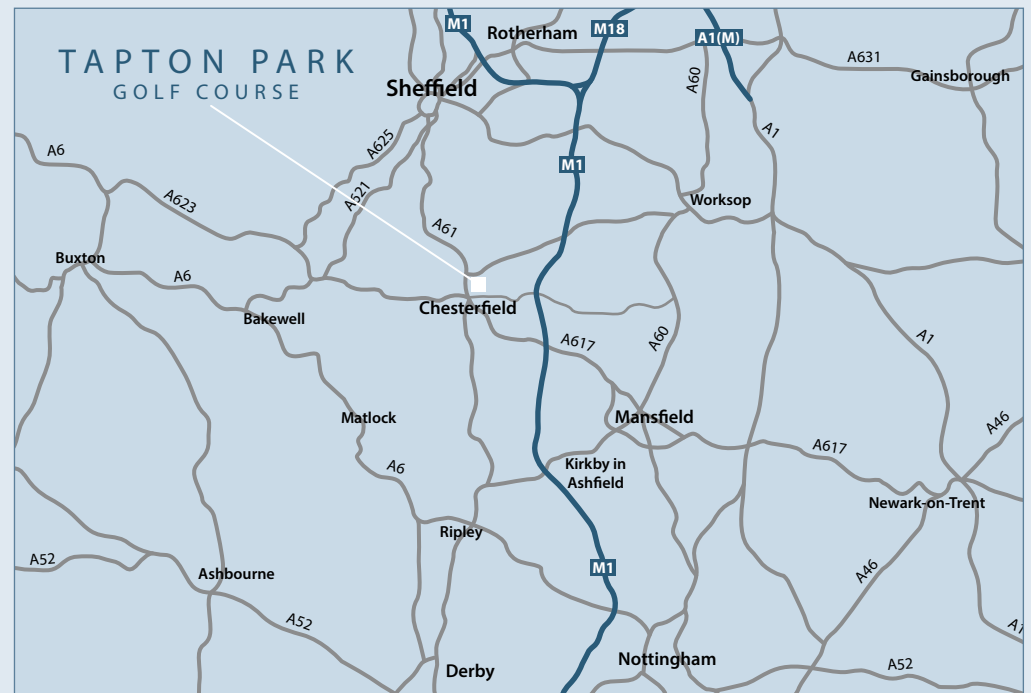 M1
Rotherham
M18
A1(M)
TAPTON PARK
GOLF COURSE
A631
Gainsborough
A60
Sheffield
A1
A625
A6
M1
A521
A623
Worksop
A61
Buxton
A6
Chesterfield
Bakewell
A617
A60
A1
Matlock
Mansfield
A46
A617
A6
Kirkby in
Ashfield
Newark-on-Trent
Ripley
A52
M1
A46
Ashbourne
A52
A1
Nottingham
A52
Derby